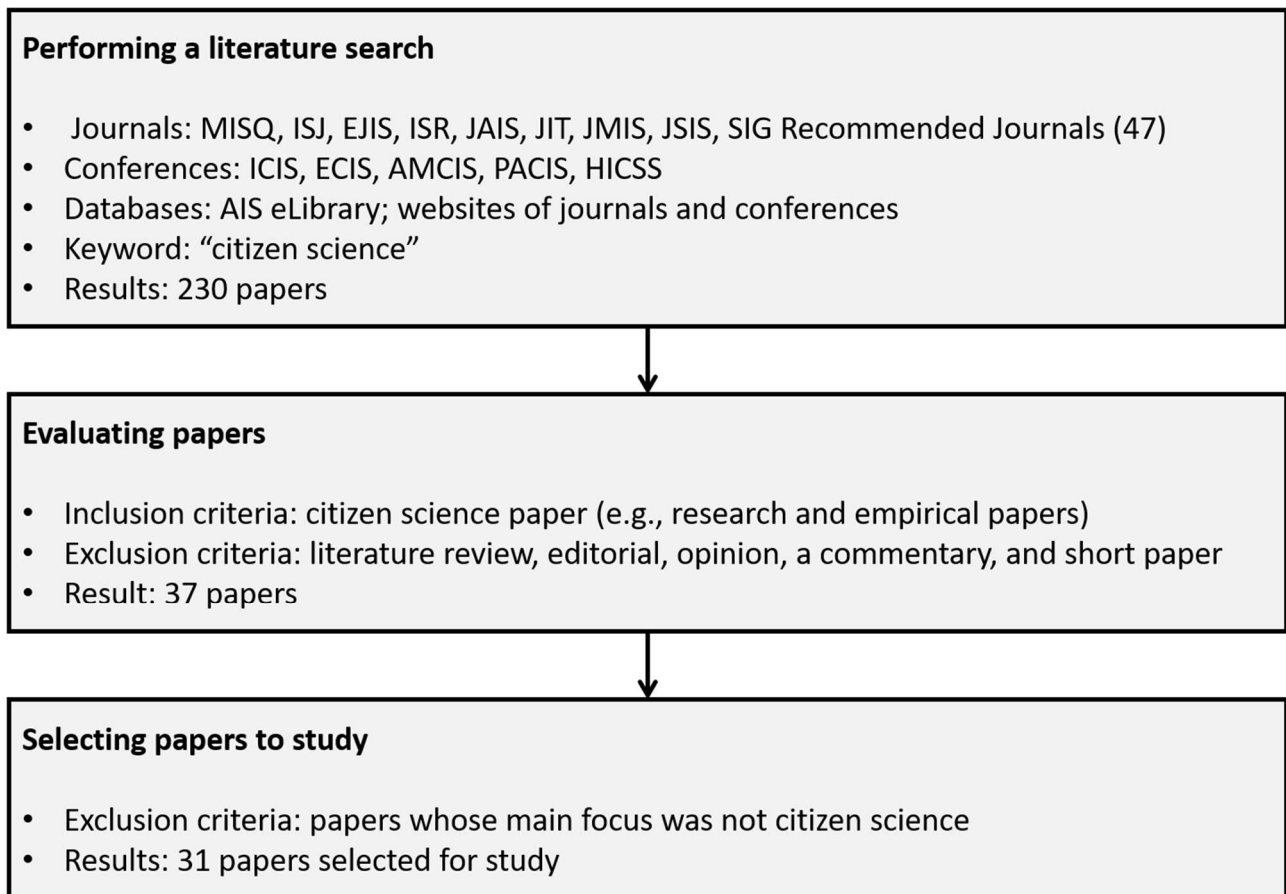 Performing a literature search
• Journals: MISQ, ISJ, EJIS, ISR, JAIS, JIT, JMIS, JSIS, SIG Recommended Journals (47)
• Conferences: ICIS, ECIS, AMCIS, PACIS, HICSS
• Databases: AIS eLibrary; websites of journals and conferences
• Keyword: “citizen science”
• Results: 230 papers
Evaluating papers
• Inclusion criteria: citizen science paper (e.g., research and empirical papers)
• Exclusion criteria: literature review, editorial, opinion, a commentary, and short paper
• Result: 37 papers
Selecting papers to study
• Exclusion criteria: papers whose main focus was not citizen science
• Results: 31 papers selected for study